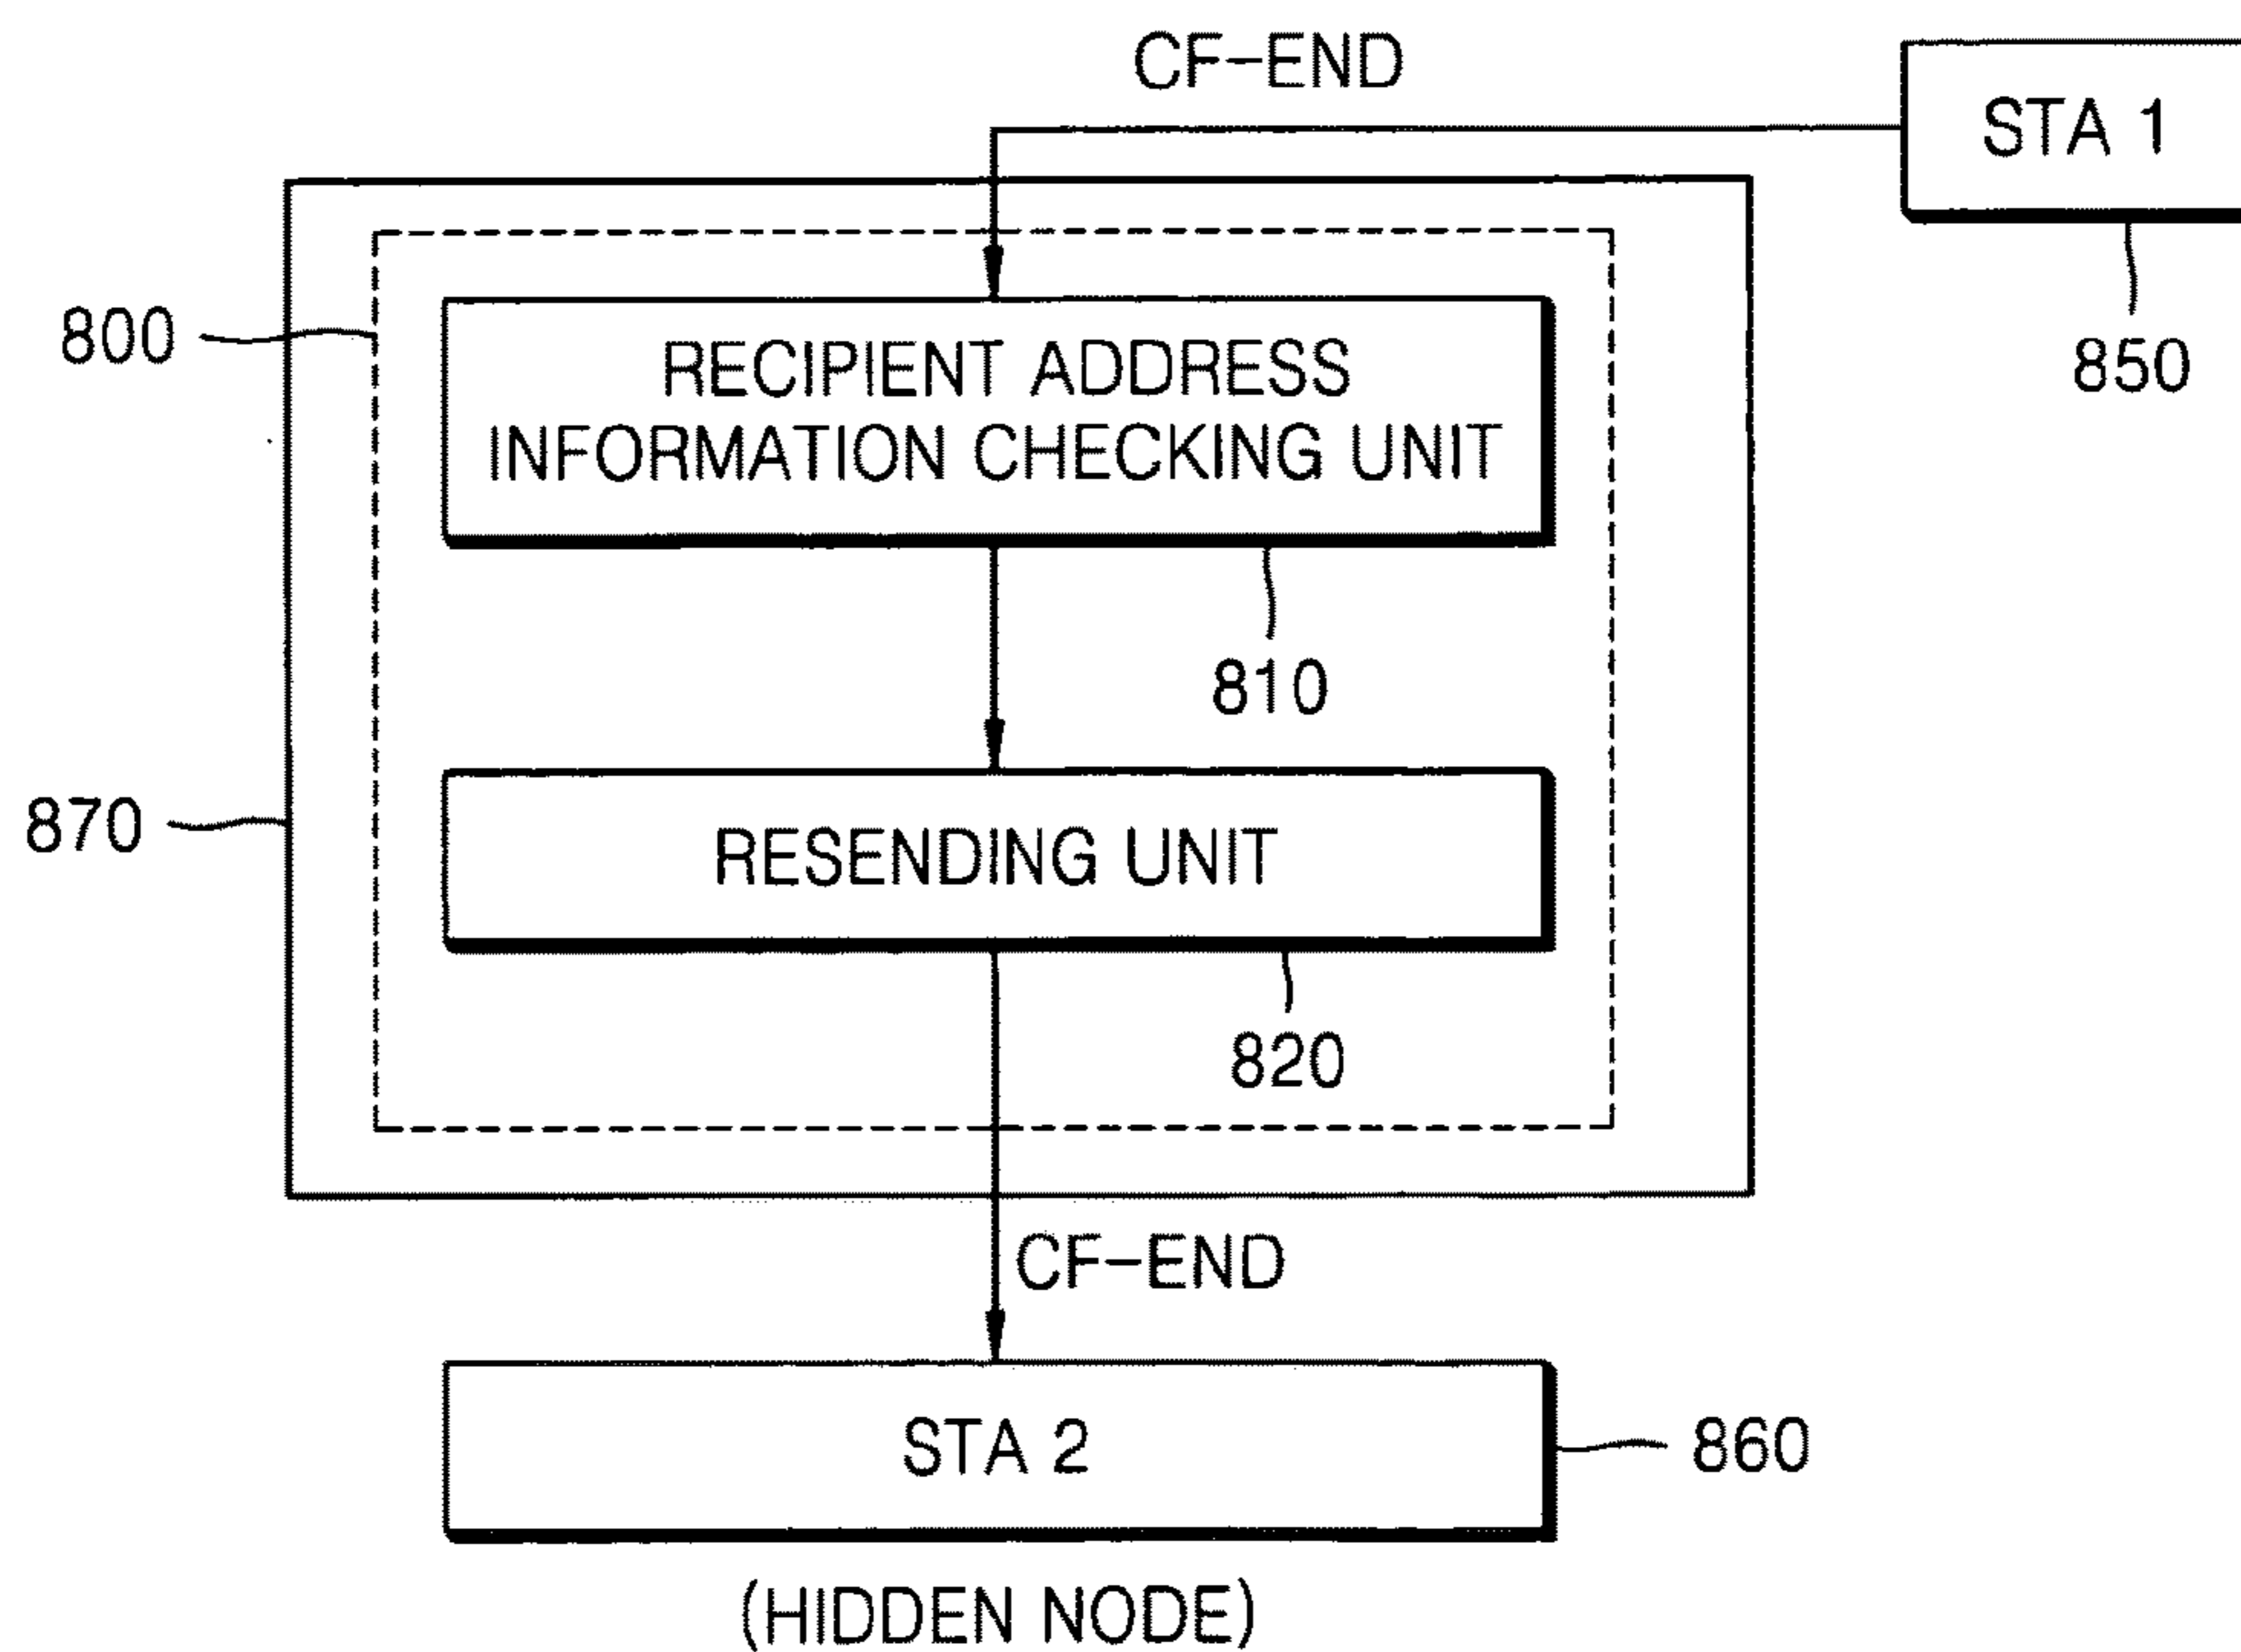 CF-END
STA 1
800
RECIPIENT ADDRESS
INFORMATION CHECKING UNIT
850
810
870
RESENDING UNIT
820
CF-END
STA 2
860
(HIDDEN NODE)